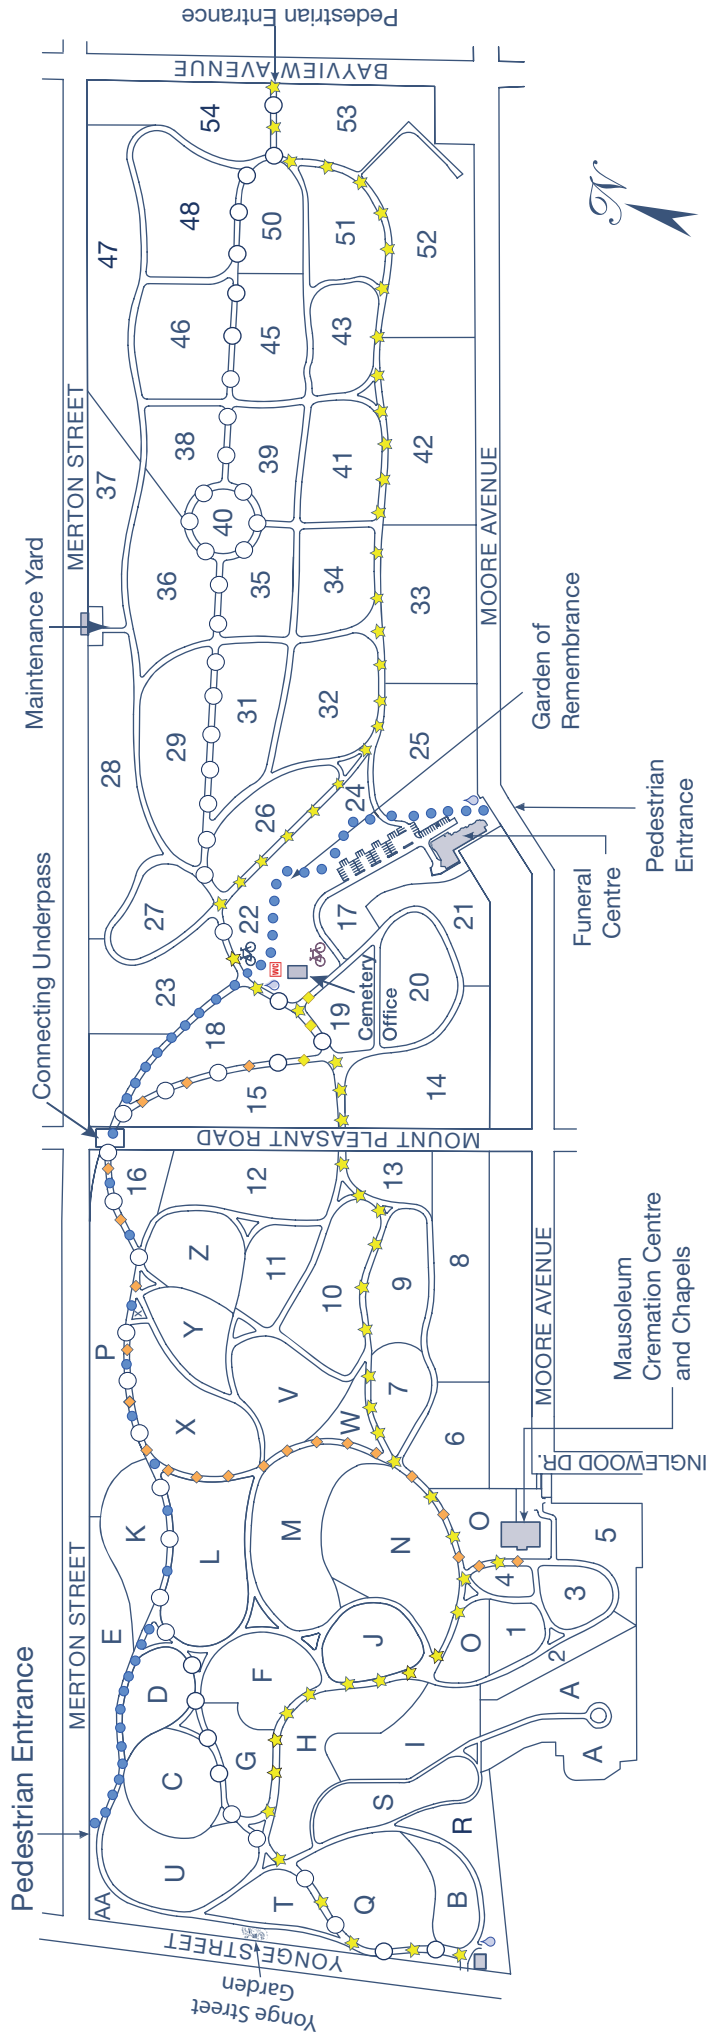 Pedestrian Entrance
BAYVIEW AVENUE
54
53
47
48
50
51
52
N
46
45
43
MERTON STREET
37
38
39
41
42
40
MOORE AVENUE
Maintenance Yard
36
35
34
33
28
29
31
32
25
Garden of
Remembrance
26
24
Connecting Underpass
27
22
17
21
Pedestrian
Entrance
Funeral
Centre
23
WC
18
19
20
Cemetery
Office
15
14
MOUNT PLEASANT ROAD
16
12
13
Z
11
10
9
8
P
x
Y
V
W
7
6
X
MOORE AVENUE
Mausoleum
Cremation Centre
and Chapels
INGLEWOOD DR.
K
L
M
N
O
5
4
3
MERTON STREET
E
D
F
J
O
1
2
A
A
Pedestrian Entrance
C
G
H
I
S
R
U
T
Q
B
AA
YONGE STREET
Yonge Street
Garden